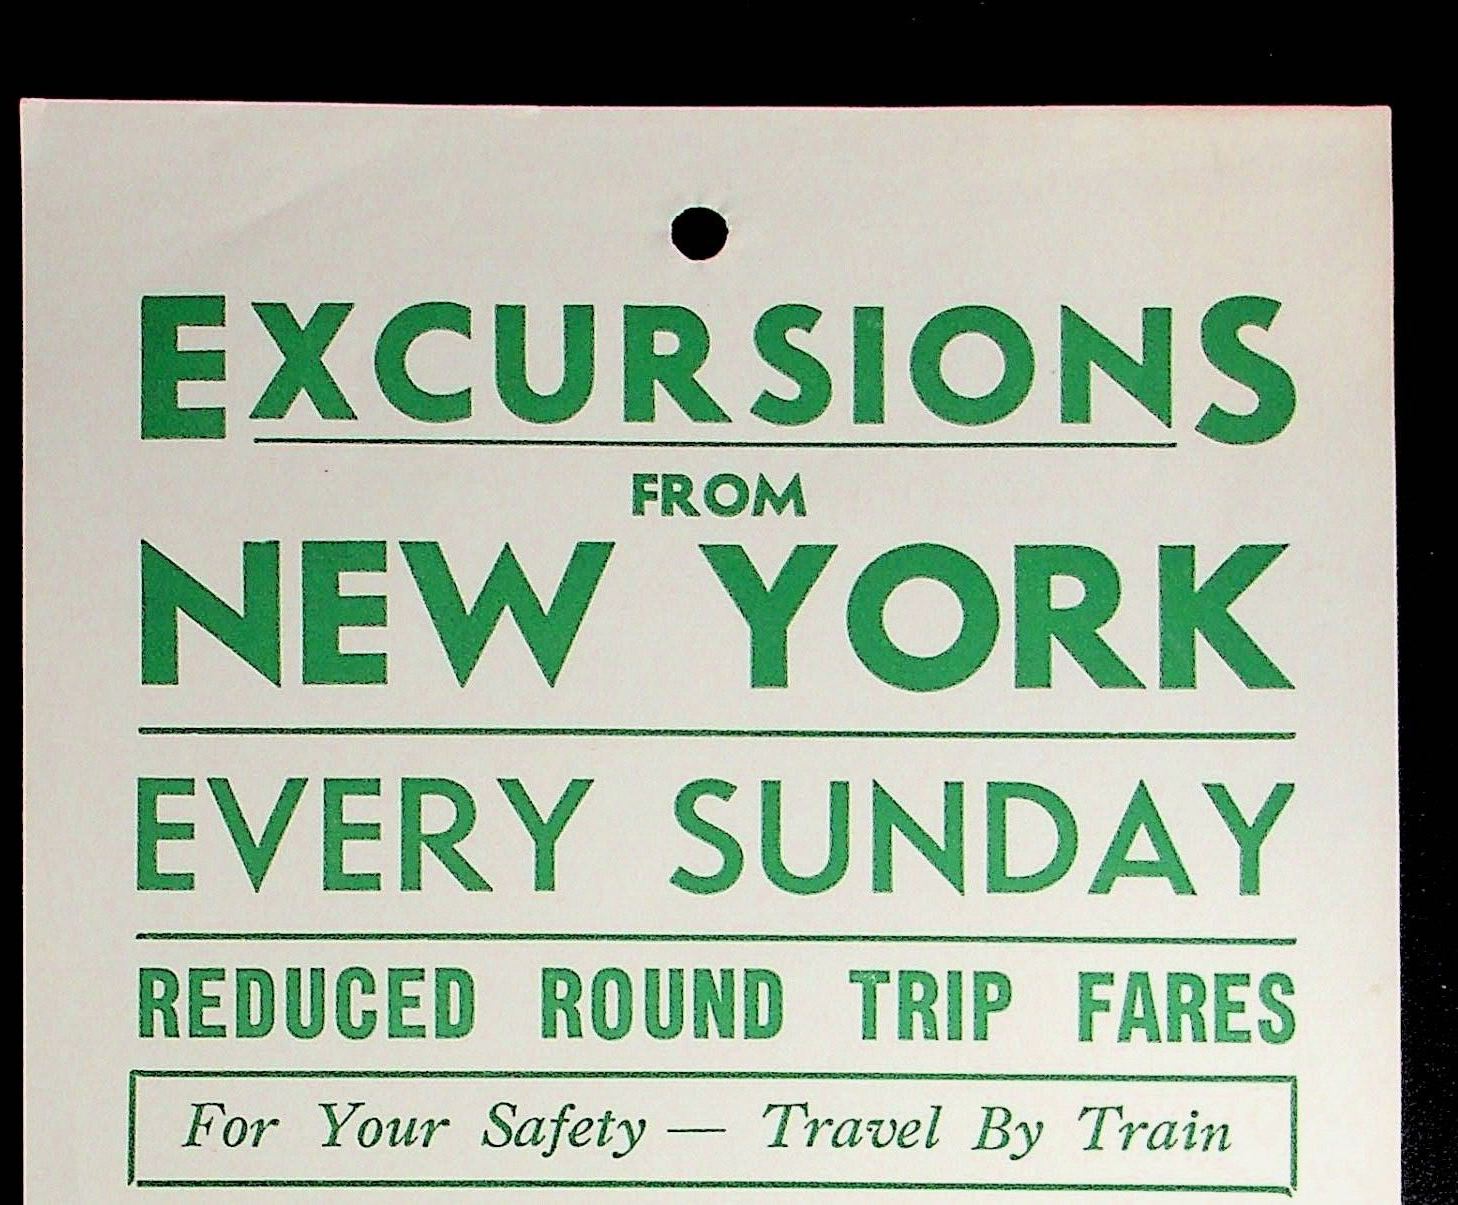 EXCURSIONS
FROM
NEW YORK
EVERY SUNDAY
REDUCED ROUND TRIP FARES
For Your Safety — Travel By Train